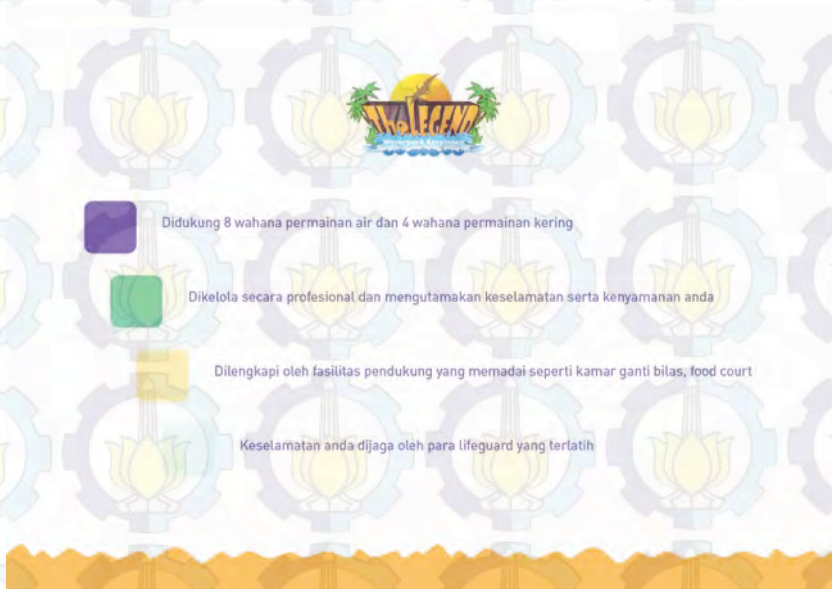 The LEGEND
Didukung 8 wahana permainan air dan 4 wahana permainan kering
Dikelola secara profesional dan mengutamakan keselamatan serta kenyamanan anda
Dilengkapi oleh fasilitas pendukung yang memadai seperti kamar ganti bilas, food court
Keselamatan anda dijaga oleh para lifeguard yang terlatih